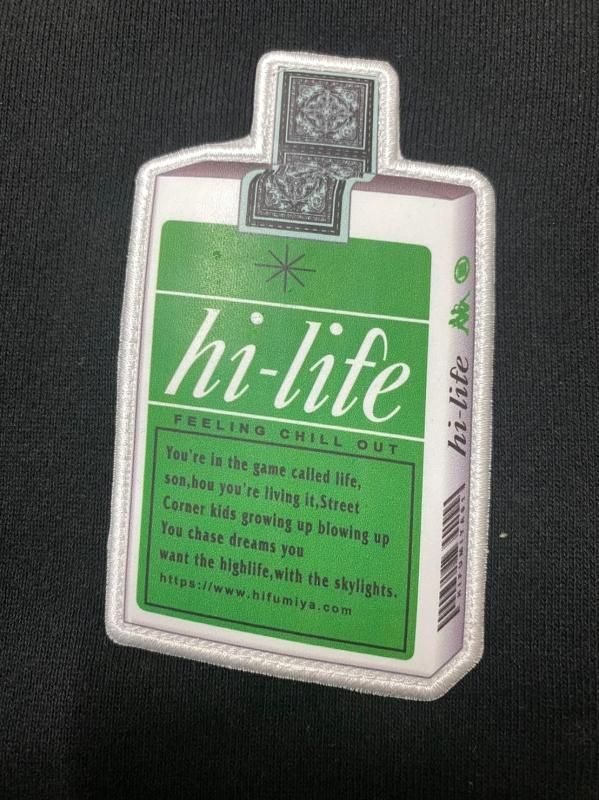 hi-life
FEELING CHILL OUT
You're in the game called life,
son,hou you're living it,Street
Corner kids growing up blowing up
You chase dreams you
want the highlife,with the skylights.
https://www.hifumiya.com
hi-life